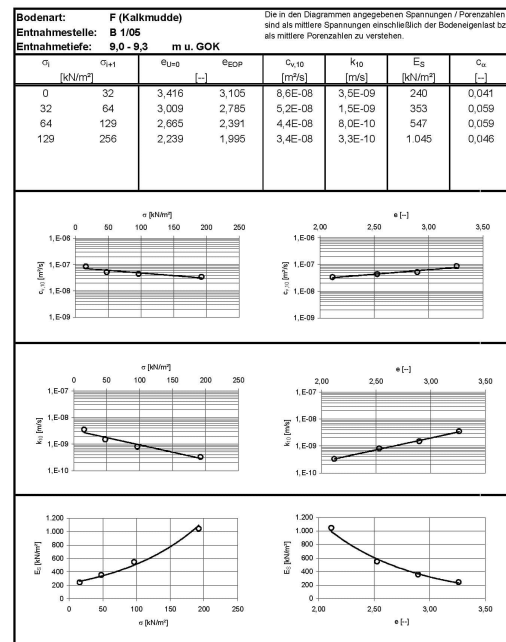 Bodenart: F (Kalkmudde)
Entnahmestelle: B 1/05
Entnahmetiefe: 9,0 - 9,3 m u. GOK
Die in den Diagrammen angegebenen Spannungen / Porenzahlen
sind als mittlere Spannungen einschließlich der Bodeneigenlast bz
als mittlere Porenzahlen zu verstehen.
σi σi+1 eU=0 eEOP cv,10 k10 ES cα
[kN/m²] [--] [m²/s] [m/s] [kN/m²] [--]
0 32 3,416 3,105 8,6E-08 3,5E-09 240 0,041
32 64 3,009 2,785 5,2E-08 1,5E-09 353 0,059
64 129 2,665 2,391 4,4E-08 8,0E-10 547 0,059
129 256 2,239 1,995 3,4E-08 3,3E-10 1.045 0,046
σ [kN/m²]
0 50 100 150 200 250
1,E-06
1,E-07
1,E-08
1,E-09
cv,10 [m²/s]
e [--]
2,00 2,50 3,00 3,50
1,E-06
1,E-07
1,E-08
1,E-09
cv,10 [m²/s]
σ [kN/m²]
0 50 100 150 200 250
1,E-07
1,E-08
1,E-09
1,E-10
k10 [m/s]
e [--]
2,00 2,50 3,00 3,50
1,E-07
1,E-08
1,E-09
1,E-10
k10 [m/s]
1.200
1.000
800
600
400
200
0
ES [kN/m²]
0 50 100 150 200 250
σ [kN/m²]
1.200
1.000
800
600
400
200
0
ES [kN/m²]
2,00 2,50 3,00 3,50
e [--]